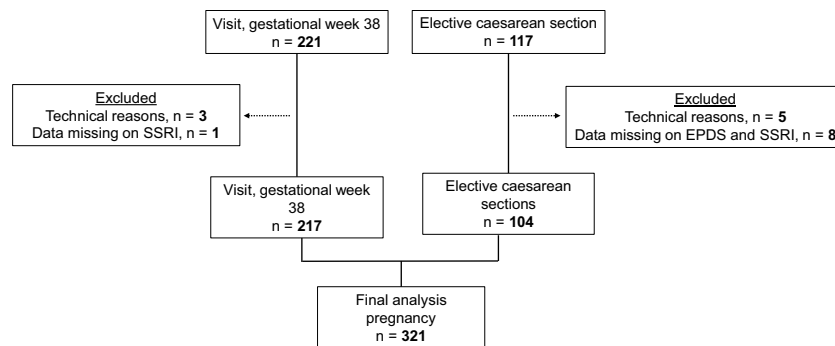 Visit, gestational week 38
n = 221
Elective caesarean section
n = 117
Excluded
Technical reasons, n = 3
Data missing on SSRI, n = 1
Excluded
Technical reasons, n = 5
Data missing on EPDS and SSRI, n = 8
Visit, gestational week
38
n = 217
Elective caesarean
sections
n = 104
Final analysis
pregnancy
n = 321